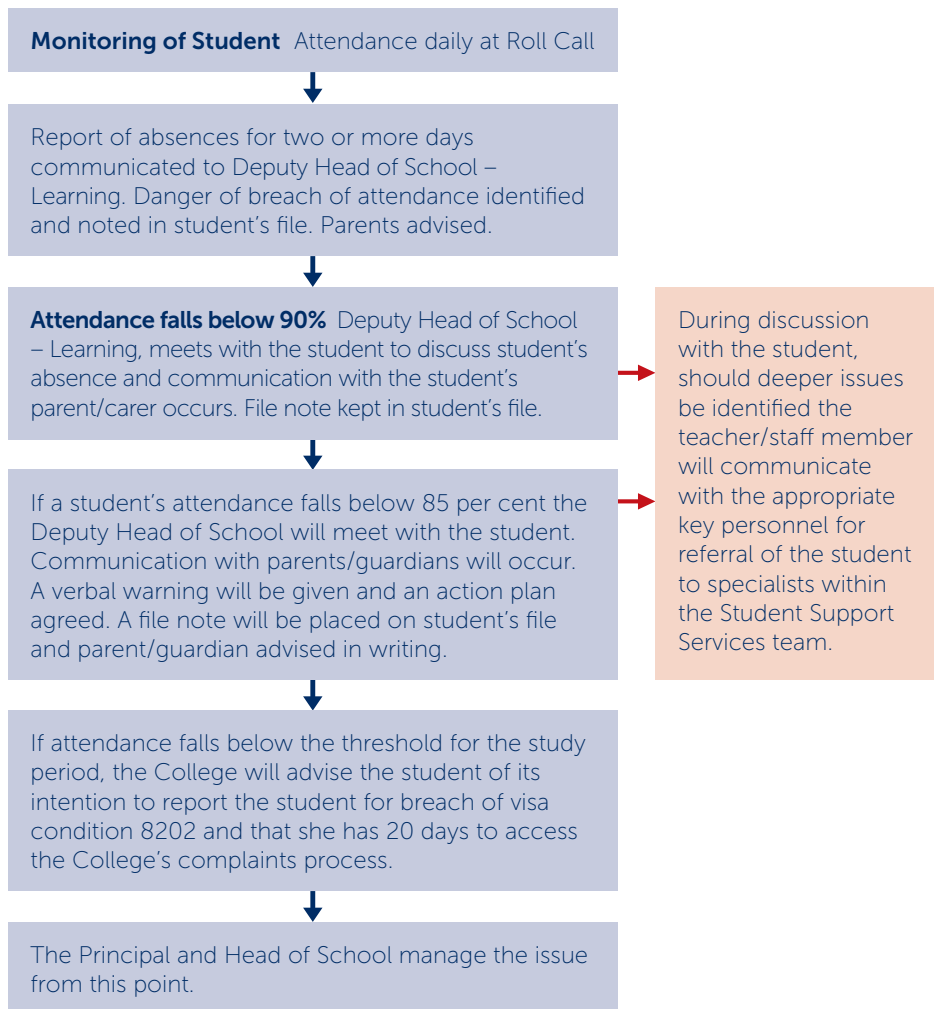 Monitoring of Student Attendance daily at Roll Call
Report of absences for two or more days
communicated to Deputy Head of School –
Learning. Danger of breach of attendance identified
and noted in student’s file. Parents advised.
Attendance falls below 90% Deputy Head of School
– Learning, meets with the student to discuss student’s
absence and communication with the student’s
parent/carer occurs. File note kept in student’s file.
During discussion
with the student,
should deeper issues
be identified the
teacher/staff member
will communicate
with the appropriate
key personnel for
referral of the student
to specialists within
the Student Support
Services team.
If a student’s attendance falls below 85 per cent the
Deputy Head of School will meet with the student.
Communication with parents/guardians will occur.
A verbal warning will be given and an action plan
agreed. A file note will be placed on student’s file
and parent/guardian advised in writing.
If attendance falls below the threshold for the study
period, the College will advise the student of its
intention to report the student for breach of visa
condition 8202 and that she has 20 days to access
the College’s complaints process.
The Principal and Head of School manage the issue
from this point.